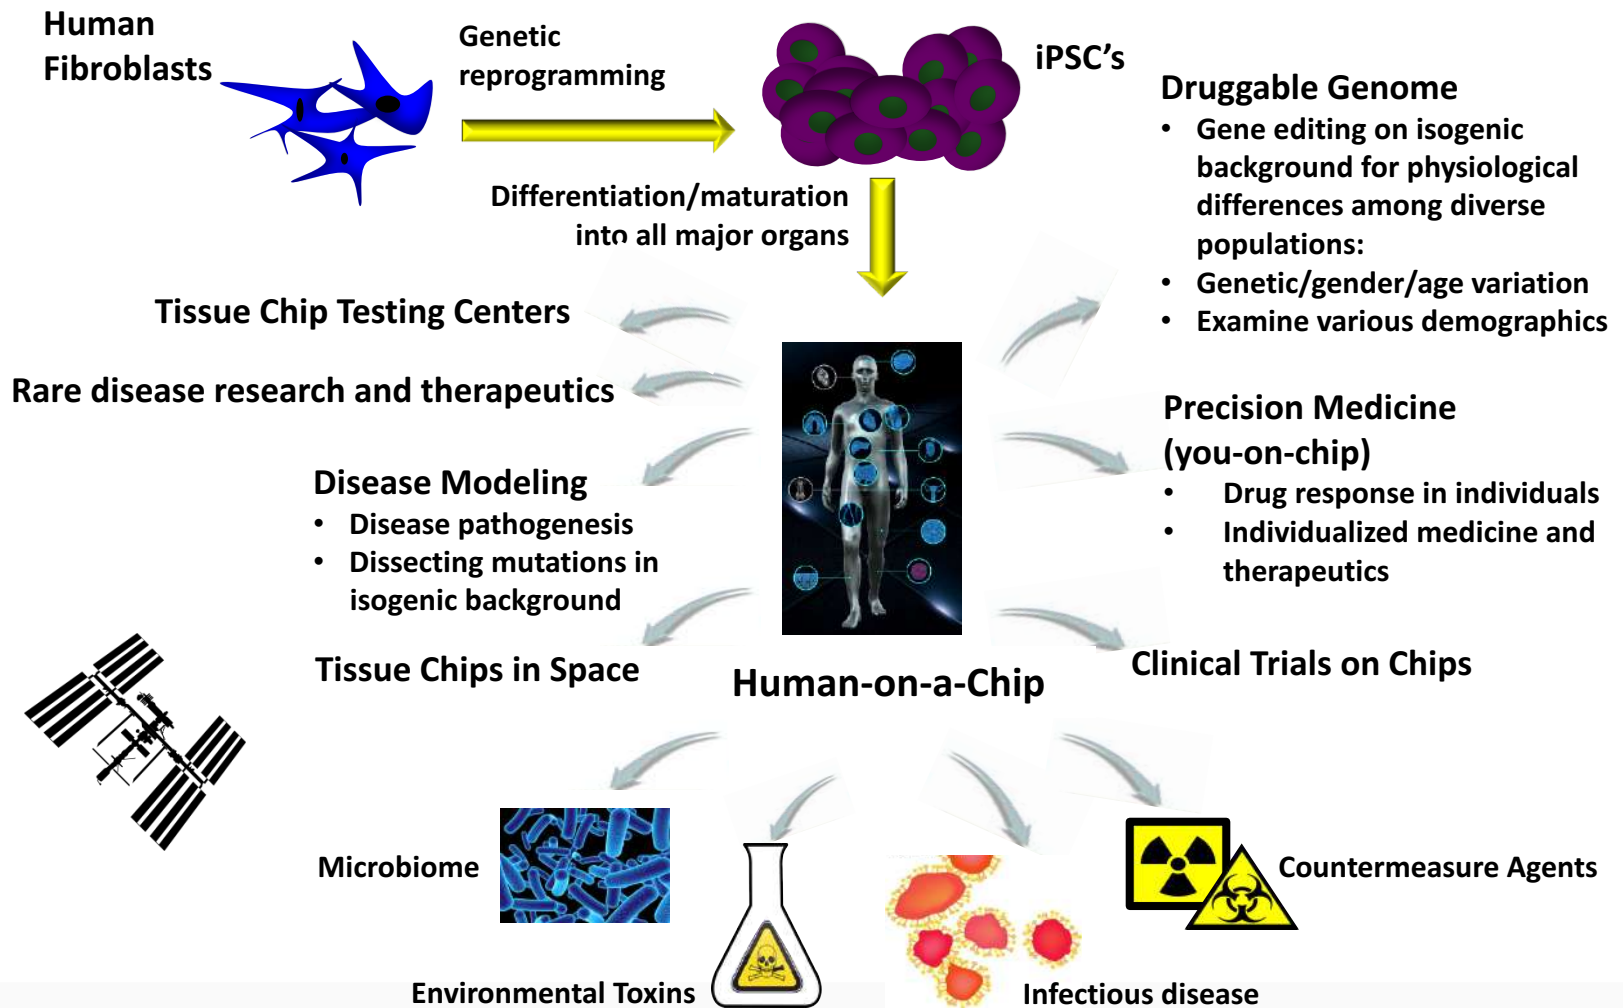 Human
Fibroblasts
Genetic
reprogramming
iPSC's
Differentiation/maturation
into all major organs
Druggable Genome
• Gene editing on isogenic
background for physiological
differences among diverse
populations:
• Genetic/gender/age variation
• Examine various demographics
Tissue Chip Testing Centers
Rare disease research and therapeutics
Precision Medicine
(you-on-chip)
• Drug response in individuals
• Individualized medicine and
therapeutics
Disease Modeling
• Disease pathogenesis
• Dissecting mutations in
isogenic background
Tissue Chips in Space
Human-on-a-Chip
Clinical Trials on Chips
Microbiome
Countermeasure Agents
Environmental Toxins
Infectious disease